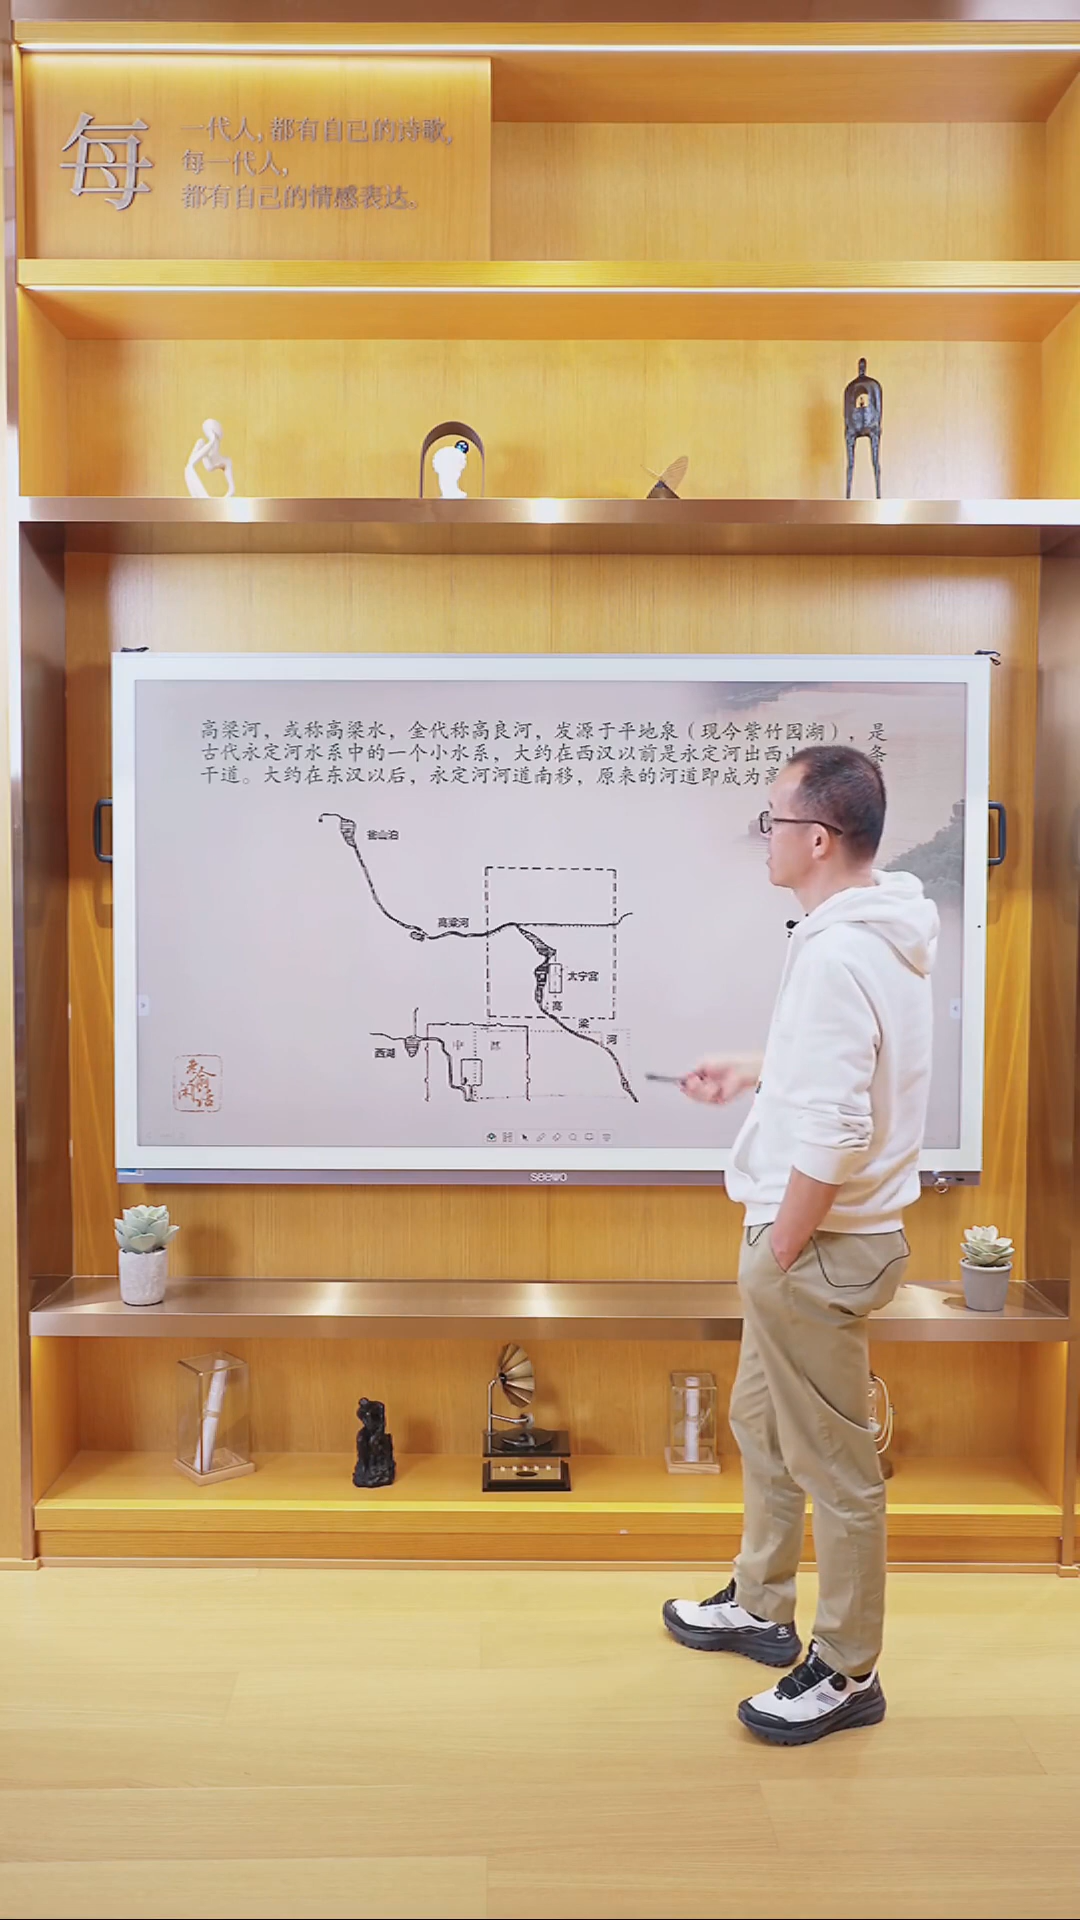 每
一代人，都有自己的诗歌，
每一代人，
都有自己的情感表达。
高梁河，或称高梁水，金代称高良河，发源于平地泉（现今紫竹园湖），是
古代永定河水系中的一个小水系，大约在西汉以前是永定河出西山 条
干道。大约在东汉以后，永定河河道南移，原来的河道即成为高
瓮山泊
高梁河
太宁宫
高
梁
河
西湖
中 都
seewo